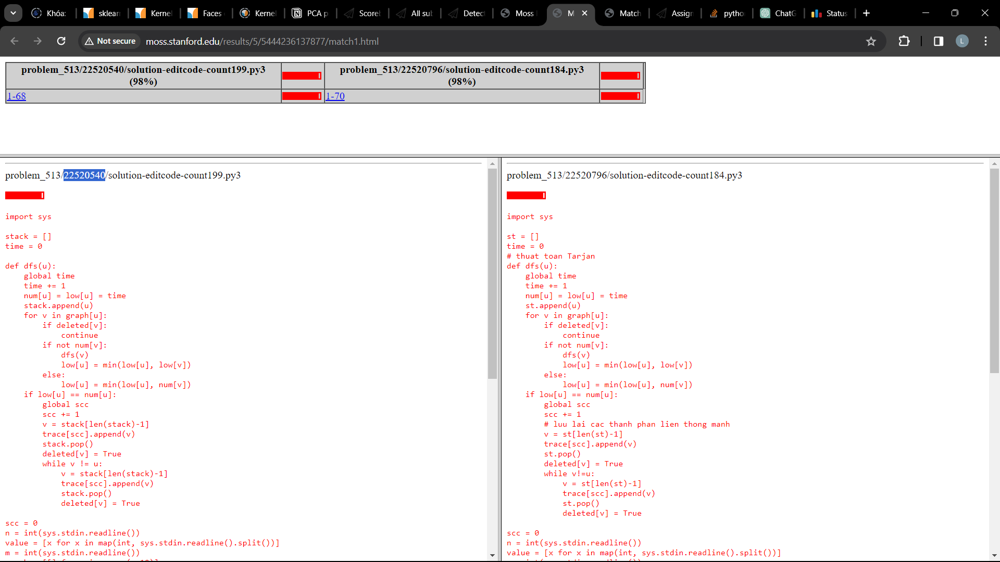 Khóa:
sklear
Kernel
Faces
Kernel
PCA p
Scoreb
All sub
Detect
Moss
M
Match
Assign
pytho
ChatG
Status
Not secure
moss.stanford.edu/results/5/5444236137877/match1.html
L
problem_513/22520540/solution-editcode-count199.py3
(98%)
problem_513/22520796/solution-editcode-count184.py3
(98%)
1-68
1-70
problem_513/22520540/solution-editcode-count199.py3
import sys
stack = []
time = 0
def dfs(u):
    global time
    time += 1
    num[u] = low[u] = time
    stack.append(u)
    for v in graph[u]:
        if deleted[v]:
            continue
        if not num[v]:
            dfs(v)
            low[u] = min(low[u], low[v])
        else:
            low[u] = min(low[u], num[v])
    if low[u] == num[u]:
        global scc
        scc += 1
        v = stack[len(stack)-1]
        trace[scc].append(v)
        stack.pop()
        deleted[v] = True
        while v != u:
            v = stack[len(stack)-1]
            trace[scc].append(v)
            stack.pop()
            deleted[v] = True
scc = 0
n = int(sys.stdin.readline())
value = [x for x in map(int, sys.stdin.readline().split())]
m = int(sys.stdin.readline())
problem_513/22520796/solution-editcode-count184.py3
import sys
st = []
time = 0
# thuat toan Tarjan
def dfs(u):
    global time
    time += 1
    num[u] = low[u] = time
    st.append(u)
    for v in graph[u]:
        if deleted[v]:
            continue
        if not num[v]:
            dfs(v)
            low[u] = min(low[u], low[v])
        else:
            low[u] = min(low[u], num[v])
    if low[u] == num[u]:
        global scc
        scc += 1
        # luu lai cac thanh phan lien thong manh
        v = st[len(st)-1]
        trace[scc].append(v)
        st.pop()
        deleted[v] = True
        while v!=u:
            v = st[len(st)-1]
            trace[scc].append(v)
            st.pop()
            deleted[v] = True
scc = 0
n = int(sys.stdin.readline())
value = [x for x in map(int, sys.stdin.readline().split())]